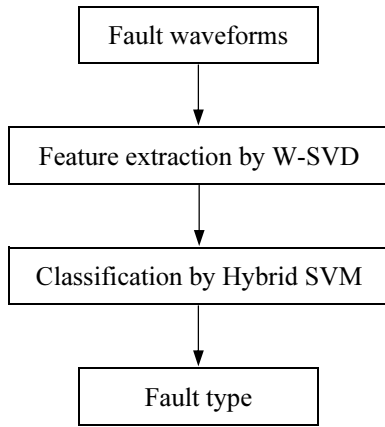 Fault waveforms
Feature extraction by W-SVD
Classification by Hybrid SVM
Fault type